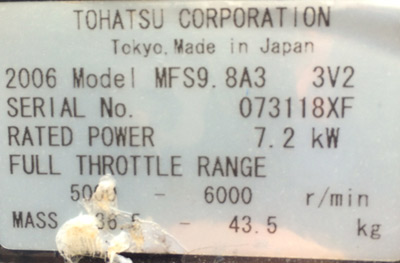 TOHATSU CORPORATION
Tokyo. Made in Japan
2006 Model MFS9.8A3 3V2
SERIAL No. 073118XF
RATED POWER 7.2 kW
FULL THROTTLE RANGE
5000 - 6000 r/min
MASS - 43.5 kg